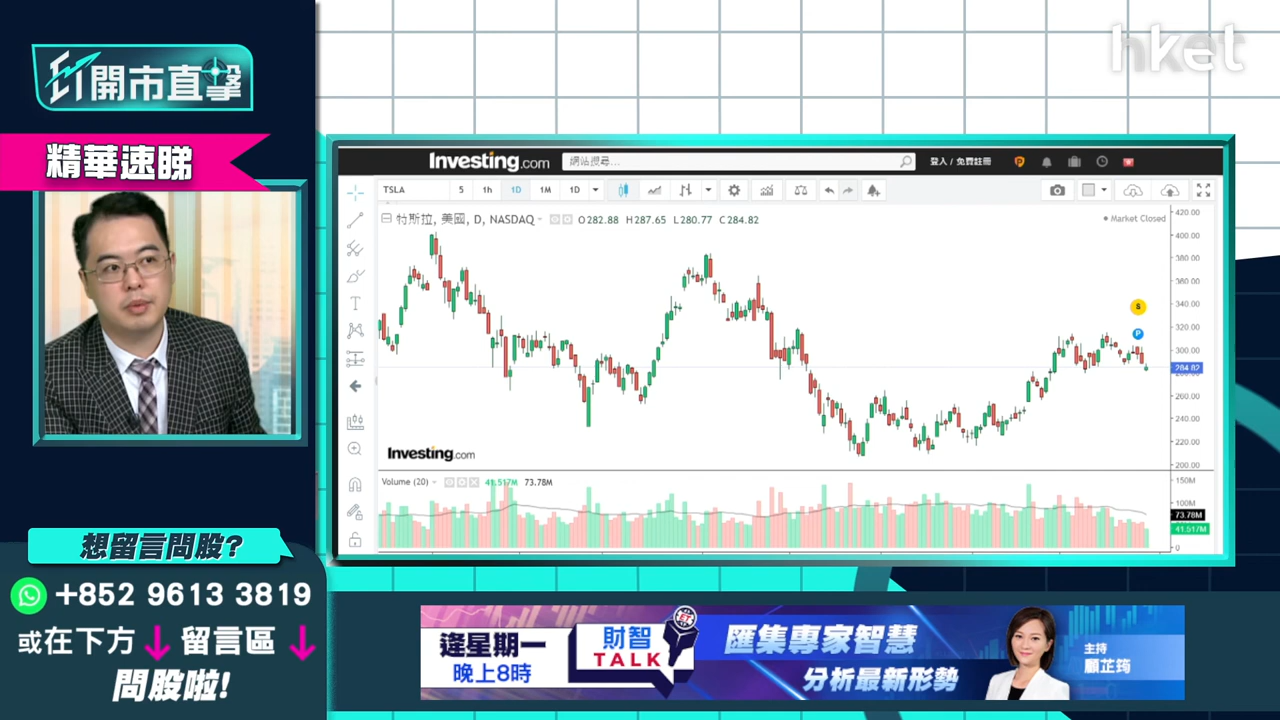 hket
ET開市直擊
精華速睇
Investing.com
網站搜尋...
登入 / 免費註冊
TSLA 5 1h 1D 1M 1D
特斯拉, 美國, D, NASDAQ O282.88 H287.65 L280.77 C284.82
Market Closed
420.00
400.00
380.00
360.00
340.00
S
320.00
P
300.00
284.82
260.00
240.00
220.00
200.00
Investing.com
Volume (20) 41.517M 73.78M
150M
100M
73.78M
41.517M
0
想留言問股?
+852 9613 3819
或在下方 留言區
問股啦!
逢星期一
晚上8時
財智
TALK
匯集專家智慧
分析最新形勢
主持
顧芷筠